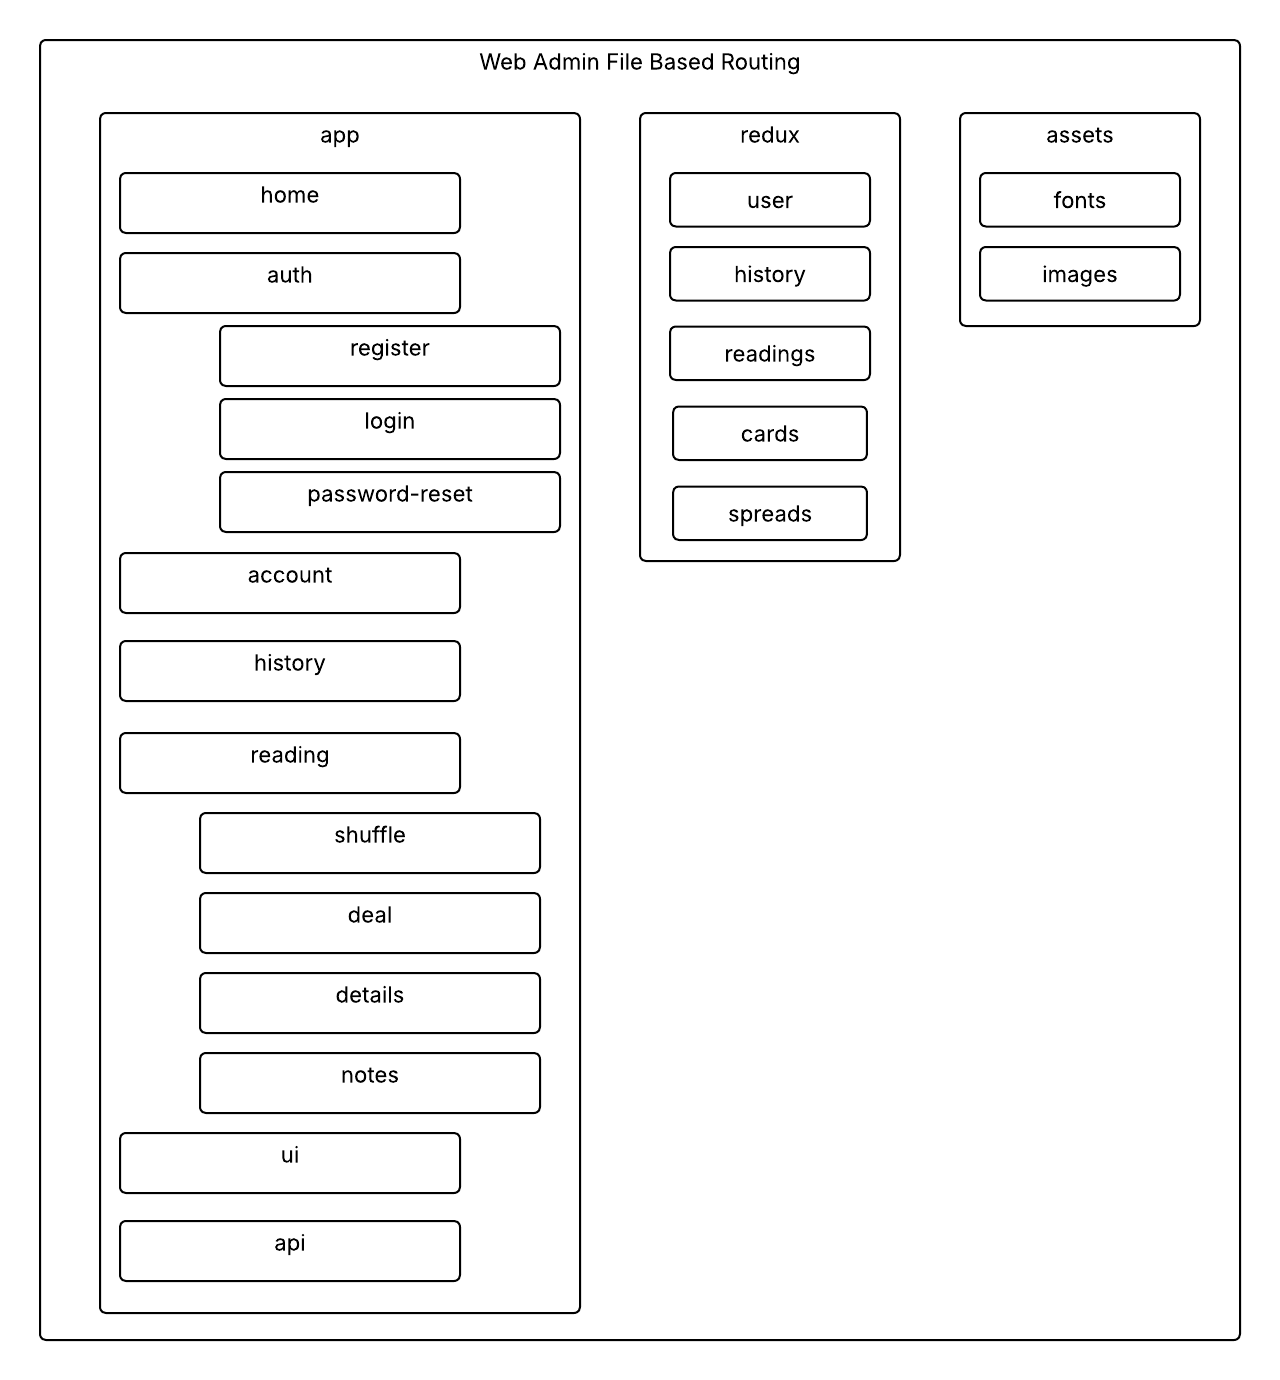 Web Admin File Based Routing
app
home
auth
register
login
password-reset
account
history
reading
shuffle
deal
details
notes
ui
api
redux
user
history
readings
cards
spreads
assets
fonts
images